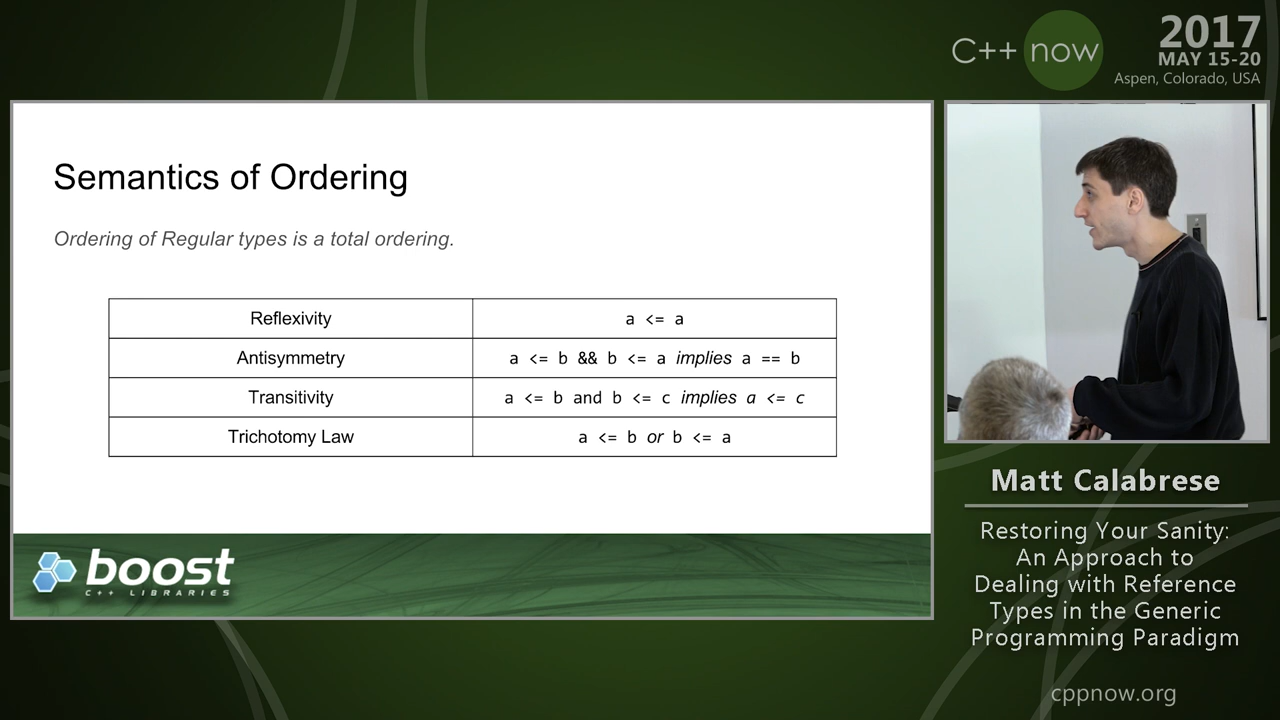 C++ now
2017
MAY 15-20
Aspen, Colorado, USA
Semantics of Ordering
Ordering of Regular types is a total ordering.
Reflexivity a <= a
Antisymmetry a <= b && b <= a implies a == b
Transitivity a <= b and b <= c implies a <= c
Trichotomy Law a <= b or b <= a
boost
C++ LIBRARIES
Matt Calabrese
Restoring Your Sanity:
An Approach to
Dealing with Reference
Types in the Generic
Programming Paradigm
cppnow.org